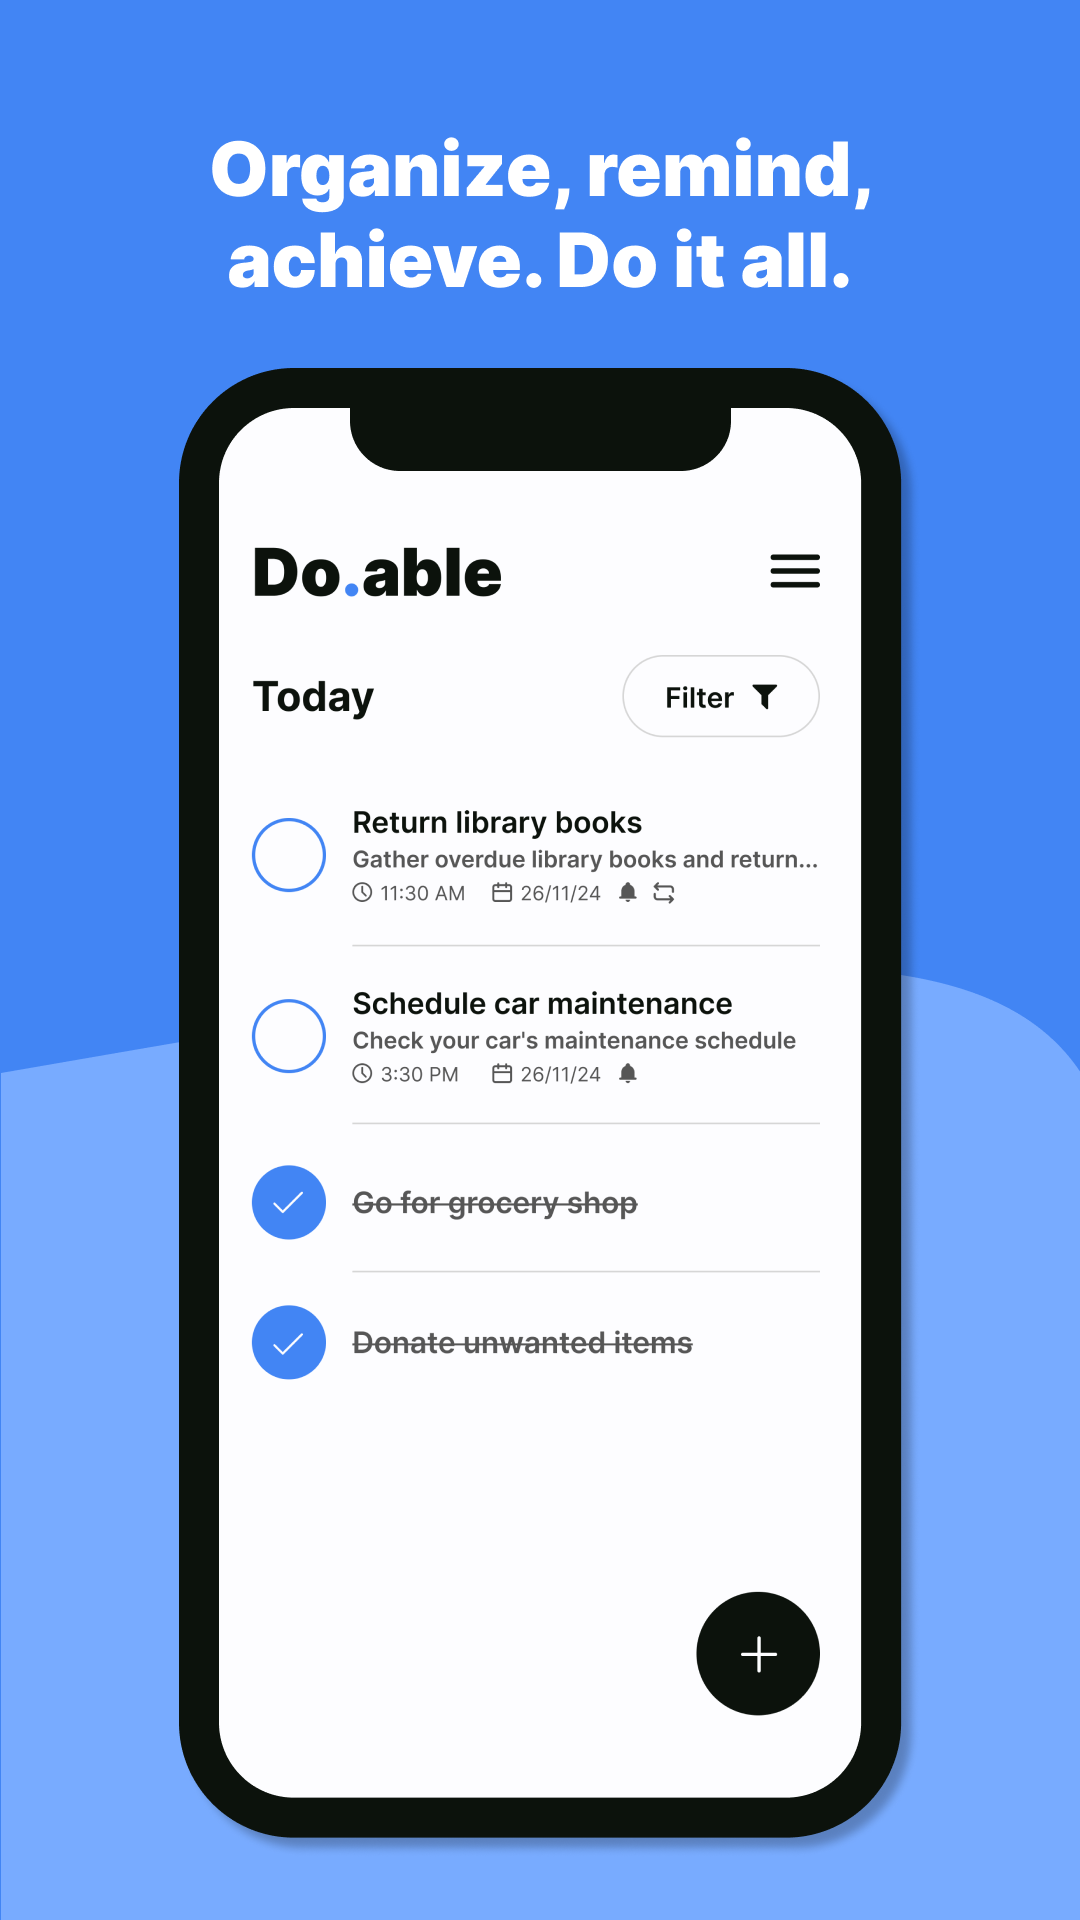 Organize, remind,
achieve. Do it all.
Do.able
Today
Filter
Return library books
Gather overdue library books and return...
11:30 AM 26/11/24
Schedule car maintenance
Check your car's maintenance schedule
3:30 PM 26/11/24
Go for grocery shop
Donate unwanted items